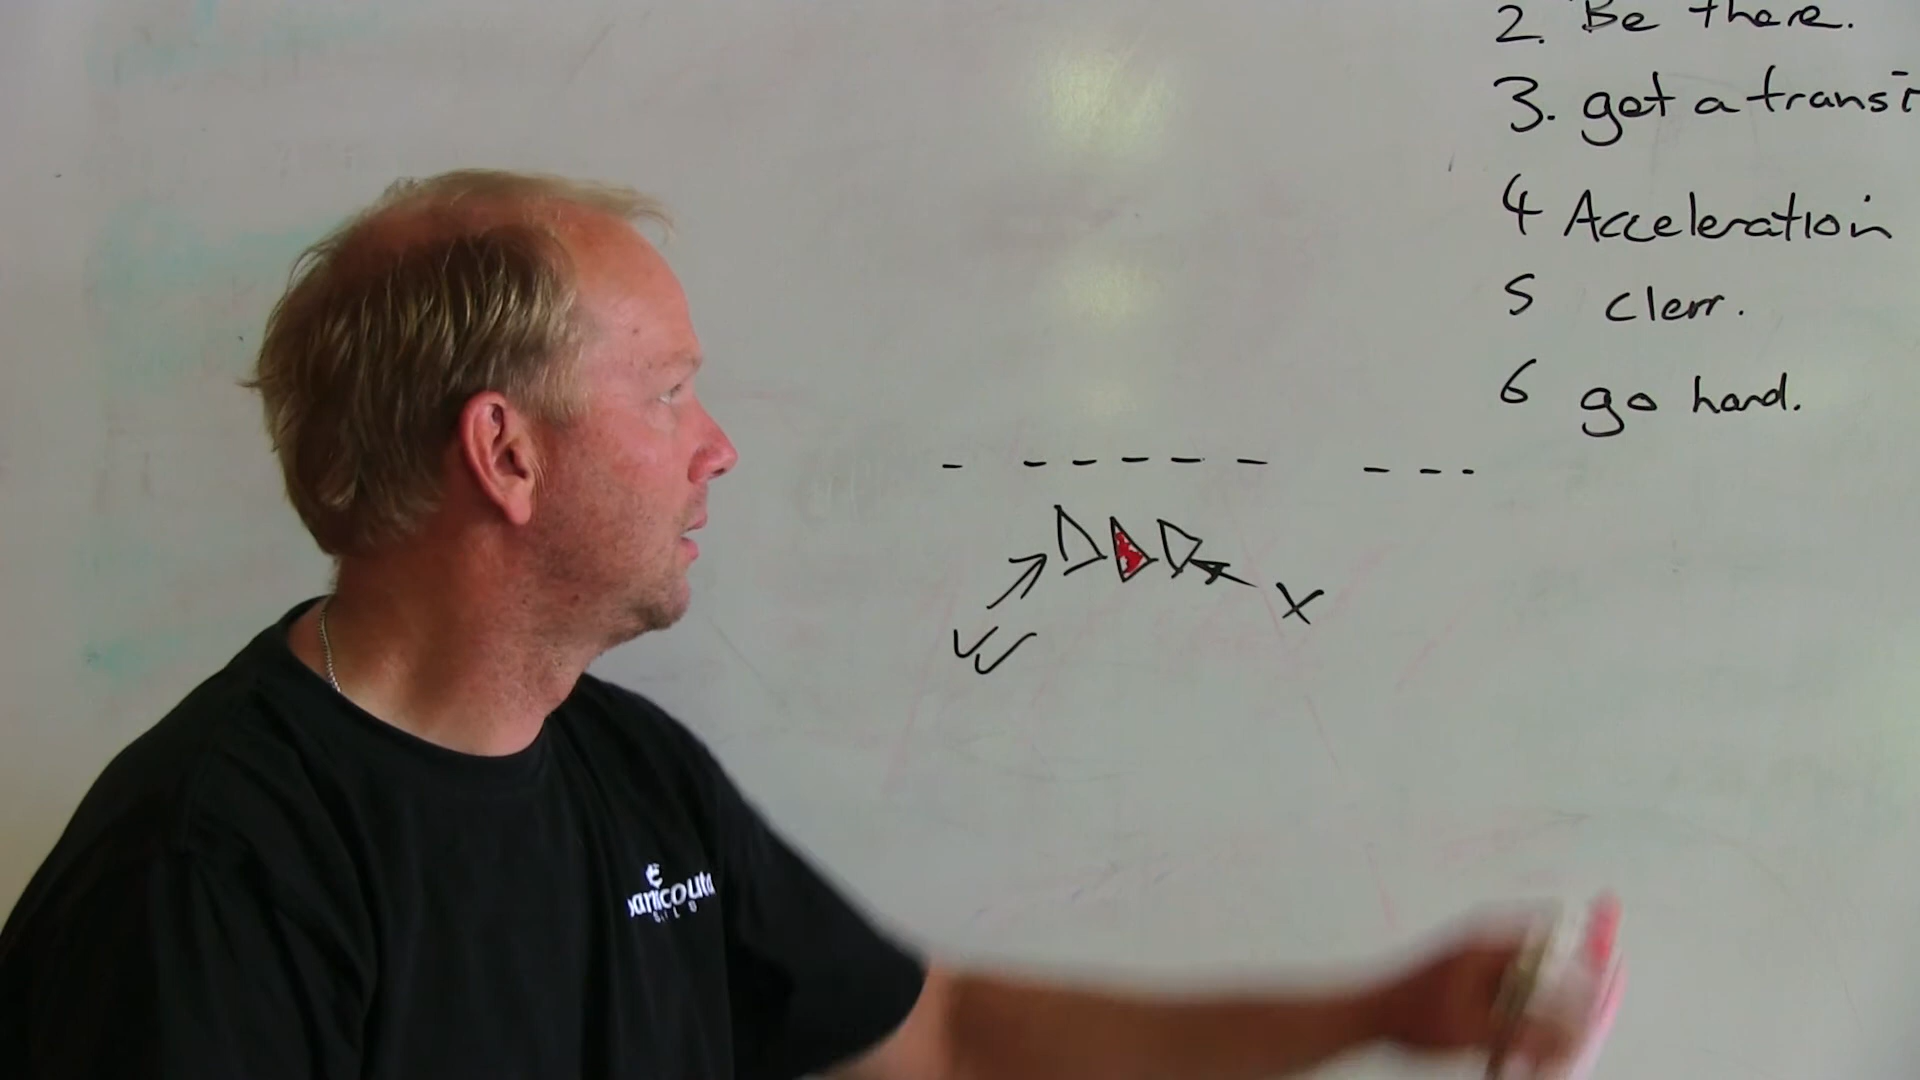 2. Be there.
3. get a transi
4 Acceleration
5 Clerr.
6 go hard.